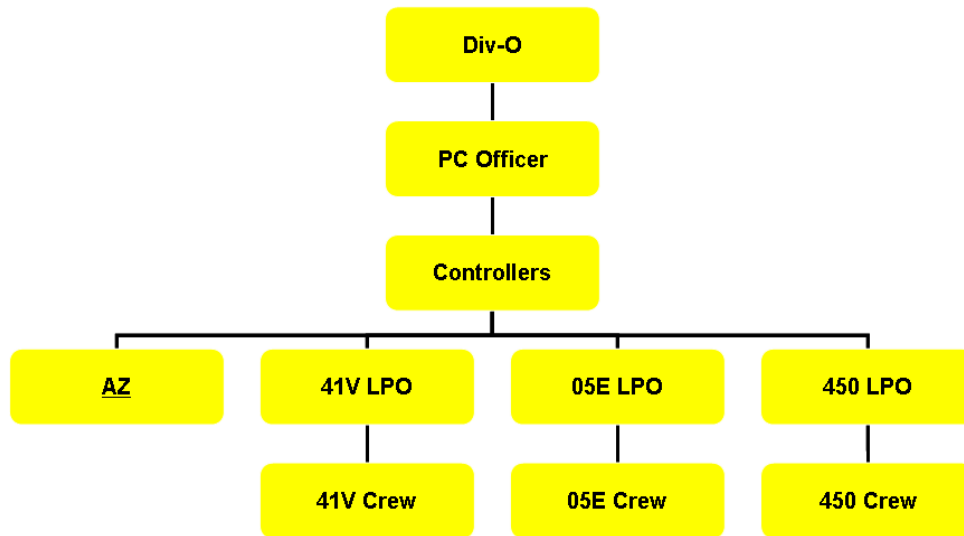 Div-O
PC Officer
Controllers
AZ
41V LPO
05E LPO
450 LPO
41V Crew
05E Crew
450 Crew